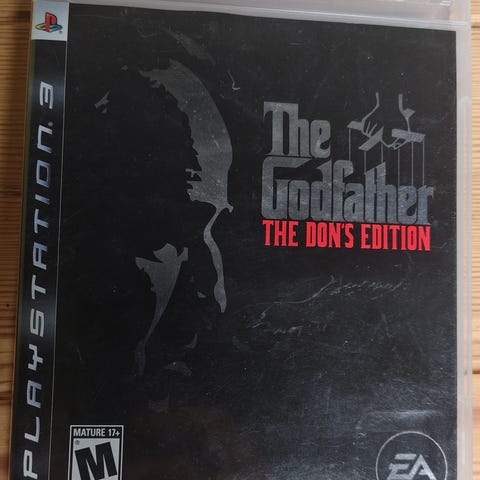 PLAYSTATION 3
The
Godfather
THE DON'S EDITION
MATURE 17+
M
EA